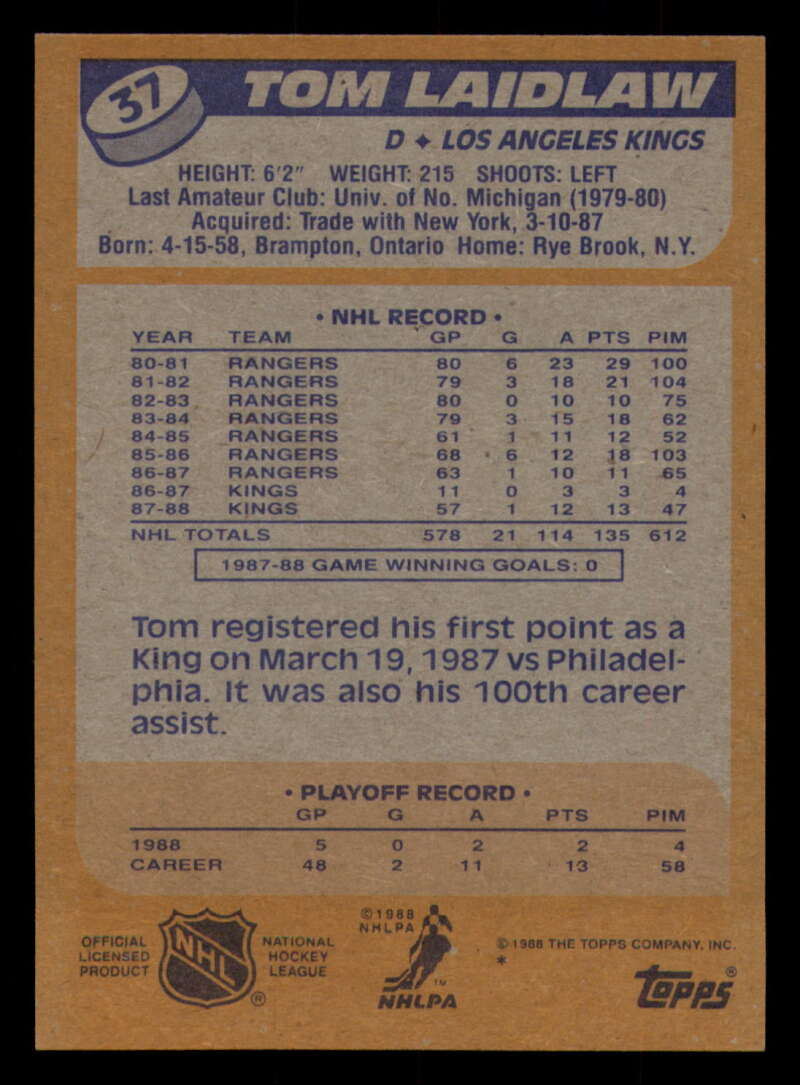 37
TOM LAIDLAW
D ✦ LOS ANGELES KINGS
HEIGHT: 6'2" WEIGHT: 215 SHOOTS: LEFT
Last Amateur Club: Univ. of No. Michigan (1979-80)
Acquired: Trade with New York, 3-10-87
Born: 4-15-58, Brampton, Ontario Home: Rye Brook, N.Y.
• NHL RECORD •
YEAR TEAM GP G A PTS PIM
80-81 RANGERS 80 6 23 29 100
81-82 RANGERS 79 3 18 21 104
82-83 RANGERS 80 0 10 10 75
83-84 RANGERS 79 3 15 18 62
84-85 RANGERS 61 1 11 12 52
85-86 RANGERS 68 6 12 18 103
86-87 RANGERS 63 1 10 11 65
86-87 KINGS 11 0 3 3 4
87-88 KINGS 57 1 12 13 47
NHL TOTALS 578 21 114 135 612
1987-88 GAME WINNING GOALS: 0
Tom registered his first point as a
King on March 19, 1987 vs Philadel-
phia. It was also his 100th career
assist.
• PLAYOFF RECORD •
GP G A PTS PIM
1988 5 0 2 2 4
CAREER 48 2 11 13 58
OFFICIAL
LICENSED
PRODUCT
NHL
®
NATIONAL
HOCKEY
LEAGUE
©1988
NHLPA
™
NHLPA
© 1988 THE TOPPS COMPANY, INC.
*
topps®